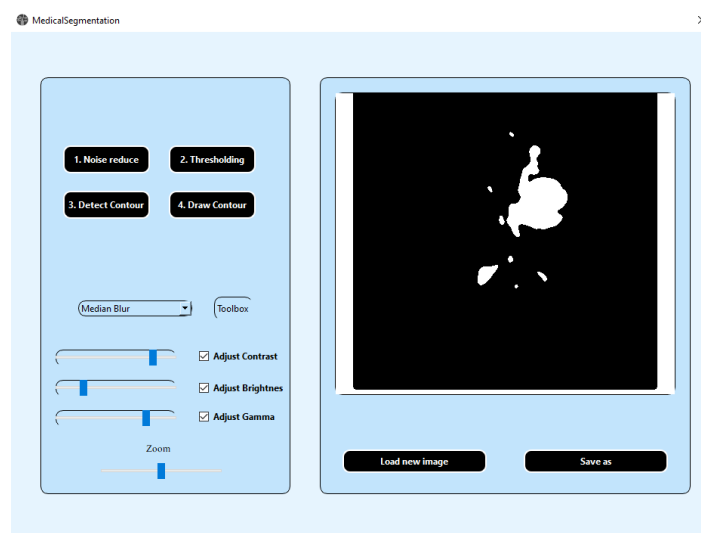 MedicalSegmentation
1. Noise reduce
2. Thresholding
3. Detect Contour
4. Draw Contour
Median Blur
Toolbox
Adjust Contrast
Adjust Brightnes
Adjust Gamma
Zoom
Load new image
Save as